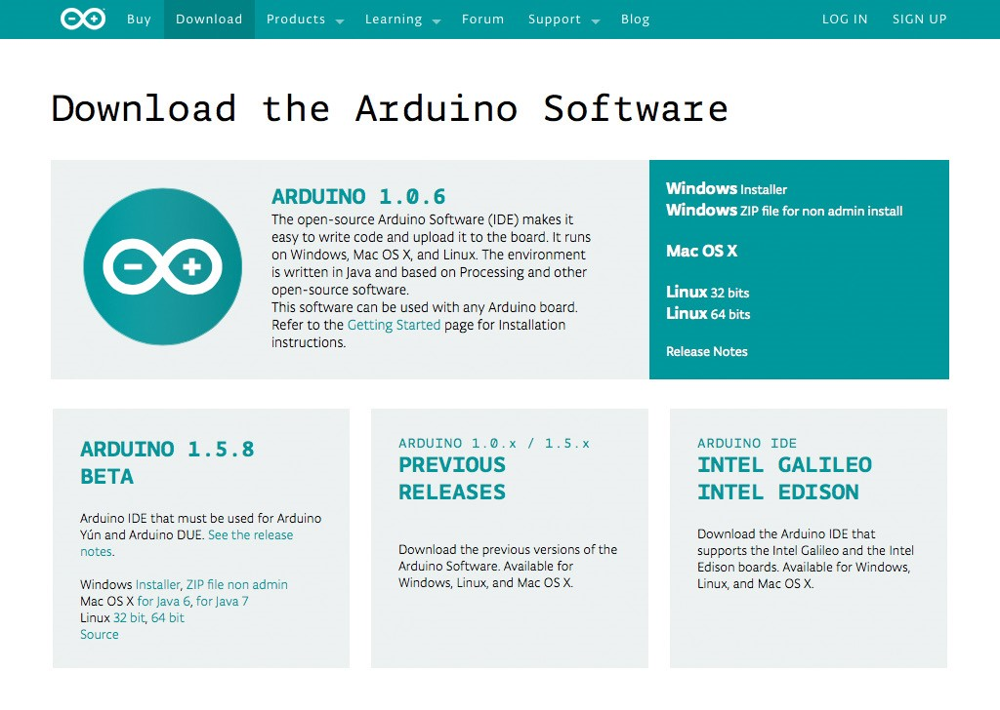 Buy Download Products Learning Forum Support Blog LOG IN SIGN UP
Download the Arduino Software
ARDUINO 1.0.6
The open-source Arduino Software (IDE) makes it
easy to write code and upload it to the board. It runs
on Windows, Mac OS X, and Linux. The environment
is written in Java and based on Processing and other
open-source software.
This software can be used with any Arduino board.
Refer to the Getting Started page for Installation
instructions.
Windows Installer
Windows ZIP file for non admin install
Mac OS X
Linux 32 bits
Linux 64 bits
Release Notes
ARDUINO 1.5.8
BETA
Arduino IDE that must be used for Arduino
Yún and Arduino DUE. See the release
notes.
Windows Installer, ZIP file non admin
Mac OS X for Java 6, for Java 7
Linux 32 bit, 64 bit
Source
ARDUINO 1.0.x / 1.5.x
PREVIOUS
RELEASES
Download the previous versions of the
Arduino Software. Available for
Windows, Linux, and Mac OS X.
ARDUINO IDE
INTEL GALILEO
INTEL EDISON
Download the Arduino IDE that
supports the Intel Galileo and the Intel
Edison boards. Available for Windows,
Linux, and Mac OS X.